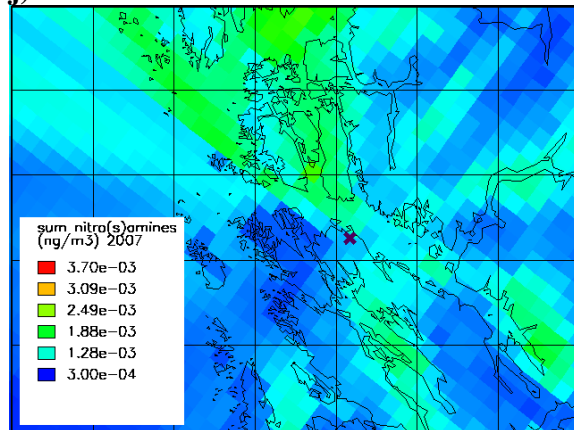 sum nitro(s)amines
(ng/m3) 2007
3.70e-03
3.09e-03
2.49e-03
1.88e-03
1.28e-03
3.00e-04